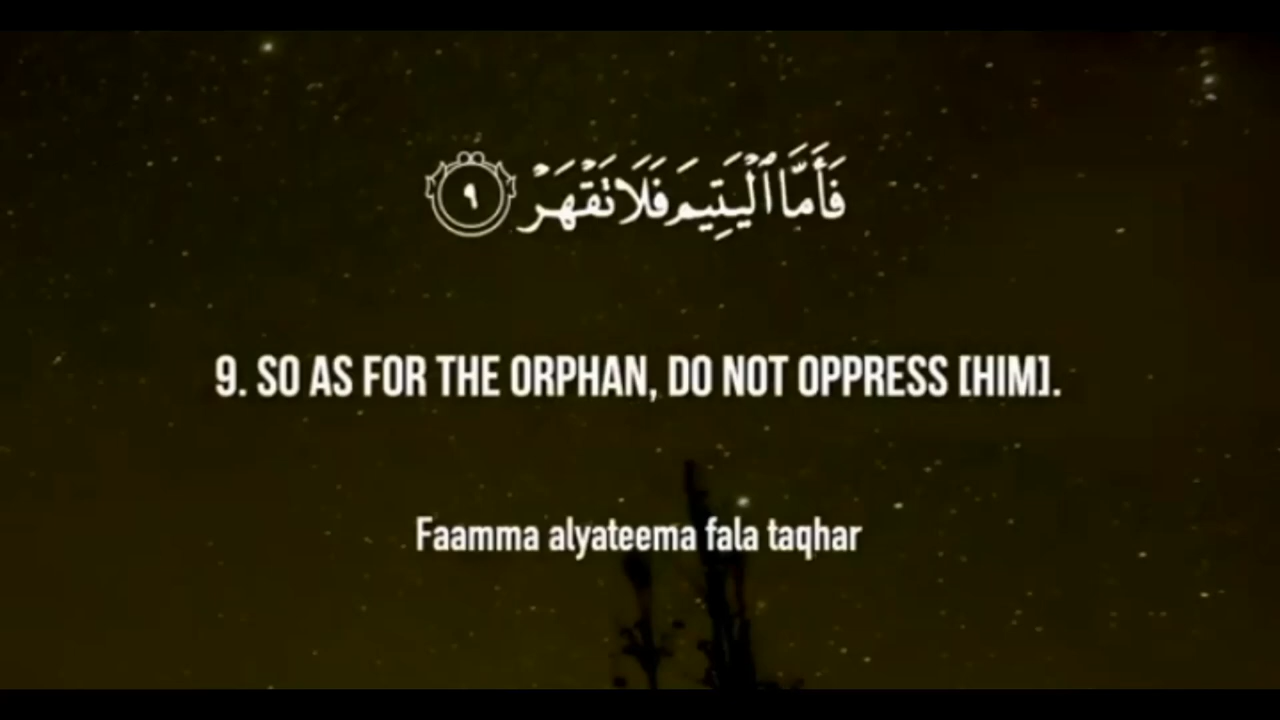 فَأَمَّا ٱلْيَتِيمَ فَلَا تَقْهَرْ ٩
9. SO AS FOR THE ORPHAN, DO NOT OPPRESS [HIM].
Faamma alyateema fala taqhar